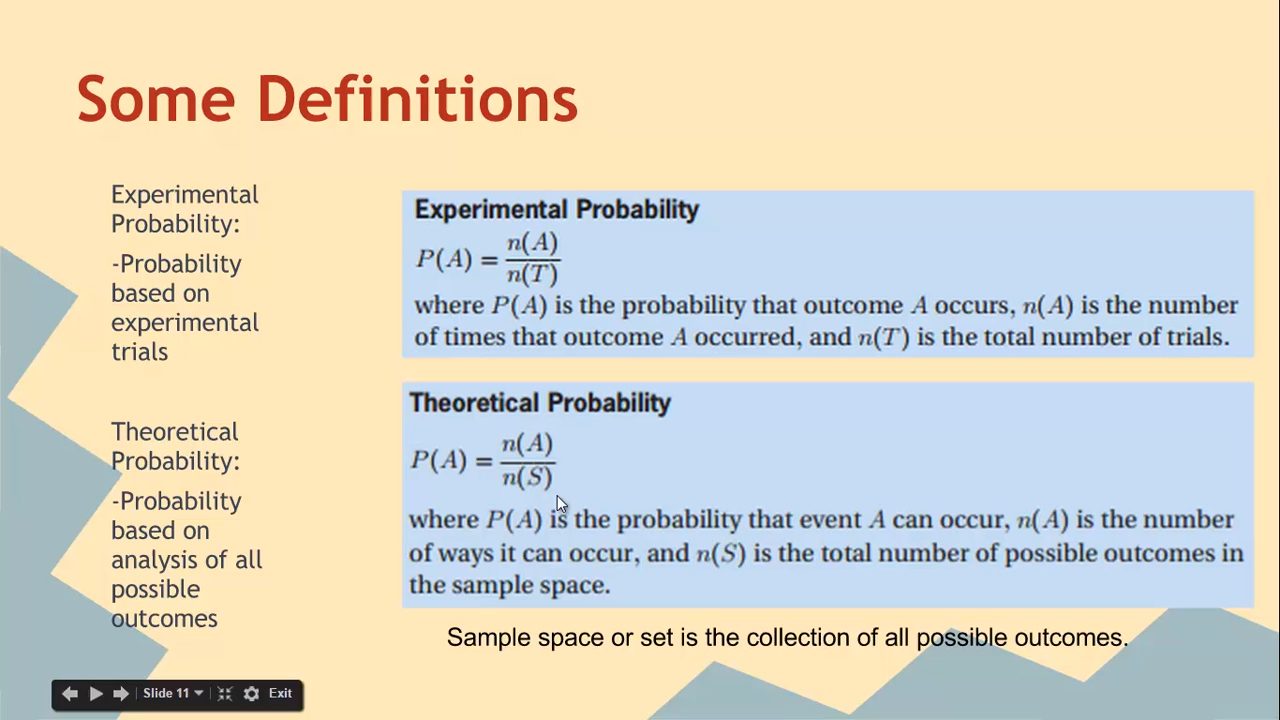 Some Definitions
Experimental
Probability:
-Probability
based on
experimental
trials
Theoretical
Probability:
-Probability
based on
analysis of all
possible
outcomes
Experimental Probability
P(A) = n(A)/n(T)
where P(A) is the probability that outcome A occurs, n(A) is the number
of times that outcome A occurred, and n(T) is the total number of trials.
Theoretical Probability
P(A) = n(A)/n(S)
where P(A) is the probability that event A can occur, n(A) is the number
of ways it can occur, and n(S) is the total number of possible outcomes in
the sample space.
Sample space or set is the collection of all possible outcomes.
Slide 11
Exit